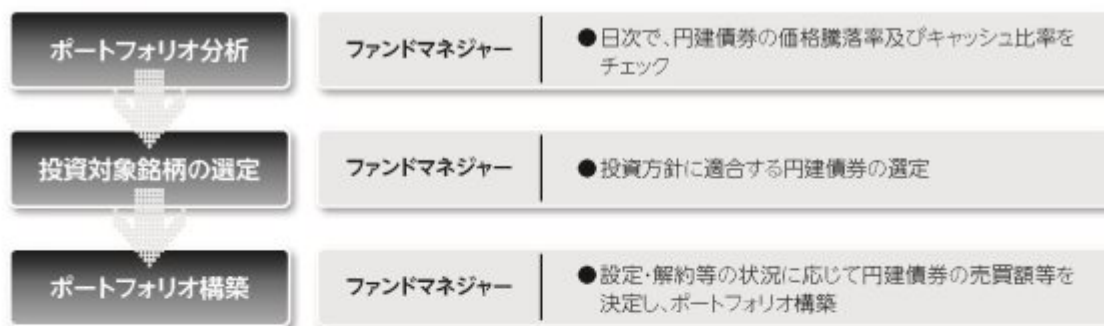 ポートフォリオ分析
ファンドマネジャー
●日次で、円建債券の価格騰落率及びキャッシュ比率を
チェック
投資対象銘柄の選定
ファンドマネジャー
●投資方針に適合する円建債券の選定
ポートフォリオ構築
ファンドマネジャー
●設定・解約等の状況に応じて円建債券の売買額等を
決定し、ポートフォリオ構築